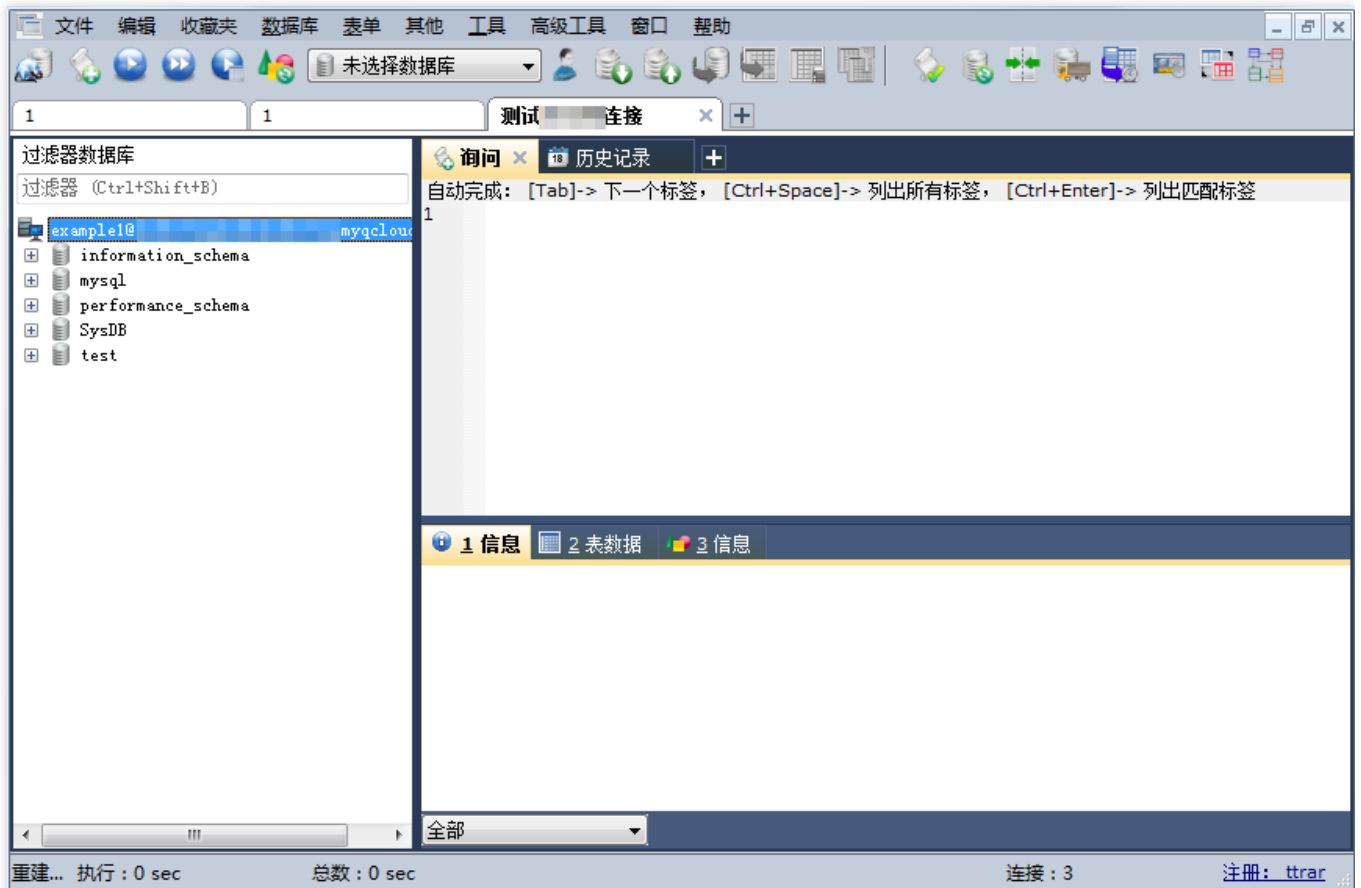 文件 编辑 收藏夹 数据库 表单 其他 工具 高级工具 窗口 帮助
未选择数据库
1 1 测试 连接
过滤器数据库
过滤器 (Ctrl+Shift+B)
example1@ myqcloud
information_schema
mysql
performance_schema
SysDB
test
询问 18 历史记录
自动完成: [Tab]-> 下一个标签, [Ctrl+Space]-> 列出所有标签, [Ctrl+Enter]-> 列出匹配标签
1
1 信息 2 表数据 3 信息
全部
重建... 执行:0 sec 总数:0 sec 连接:3 注册: ttrar